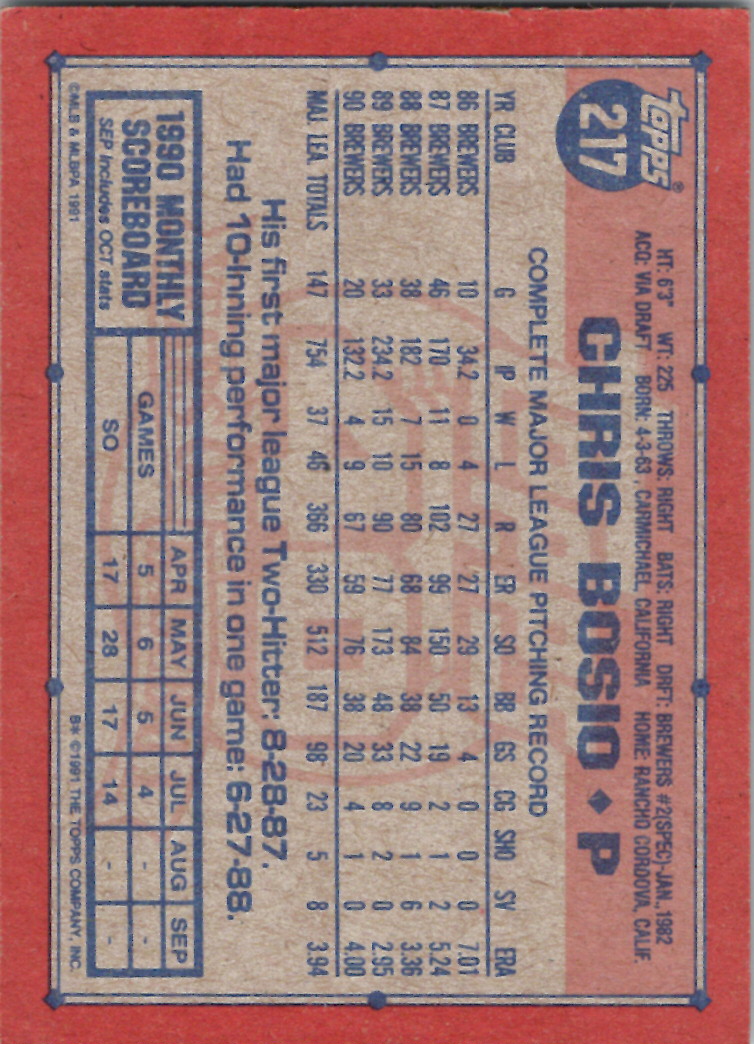 topps®
217
HT: 6'3" WT: 225 THROWS: RIGHT BATS: RIGHT DRFT: BREWERS #2(SPEC)-JAN., 1982
ACQ: VIA DRAFT BORN: 4-3-63, CARMICHAEL, CALIFORNIA HOME: RANCHO CORDOVA, CALIF.
CHRIS BOSIO ♦ P
COMPLETE MAJOR LEAGUE PITCHING RECORD
YR CLUB G IP W L R ER SO BB GS CG SHO SV ERA
86 BREWERS 10 34.2 0 4 27 27 29 13 4 0 0 0 7.01
87 BREWERS 46 170 11 8 102 99 150 50 19 2 1 2 5.24
88 BREWERS 38 182 7 15 80 68 84 38 22 9 1 6 3.36
89 BREWERS 33 234.2 15 10 90 77 173 48 33 8 2 0 2.95
90 BREWERS 20 132.2 4 9 67 59 76 38 20 4 1 0 4.00
MAJ. LEA. TOTALS 147 754 37 46 366 330 512 187 98 23 5 8 3.94
His first major league Two-Hitter: 8-28-87.
Had 10-Inning performance in one game: 6-27-88.
1990 MONTHLY
SCOREBOARD
SEP Includes OCT stats
APR MAY JUN JUL AUG SEP
GAMES 5 6 5 4 - -
SO 17 28 17 14 - -
©MLB & MLBPA 1991
B* ©1991 THE TOPPS COMPANY, INC.